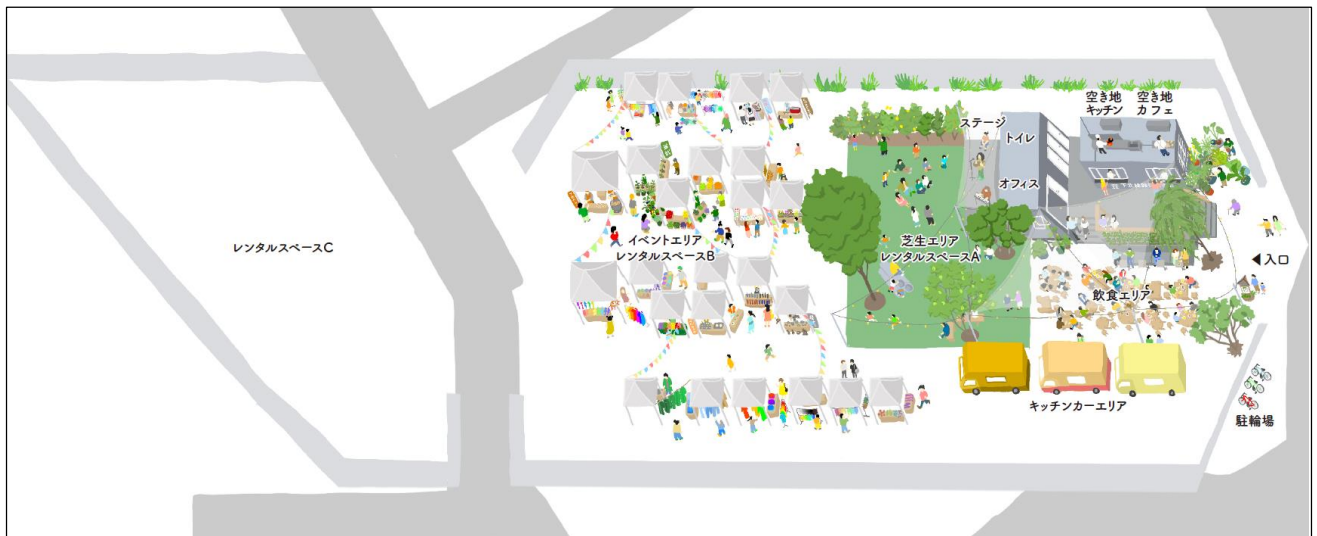 レンタルスペースC
イベントエリア
レンタルスペースB
芝生エリア
レンタルスペースA
ステージ
トイレ
オフィス
空き地
キッチン
空き地
カフェ
飲食エリア
◀入口
キッチンカーエリア
駐輪場